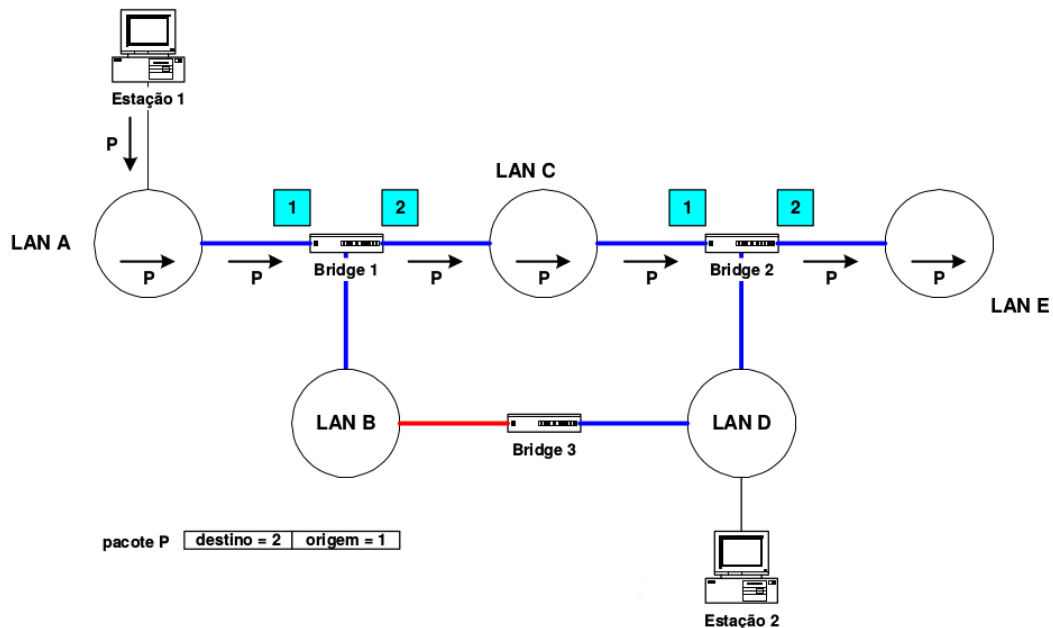 Estação 1
P
LAN C
1
2
1
2
LAN A
P
P
Bridge 1
P
P
P
Bridge 2
P
P
LAN E
LAN B
LAN D
Bridge 3
pacote P
destino = 2
origem = 1
Estação 2